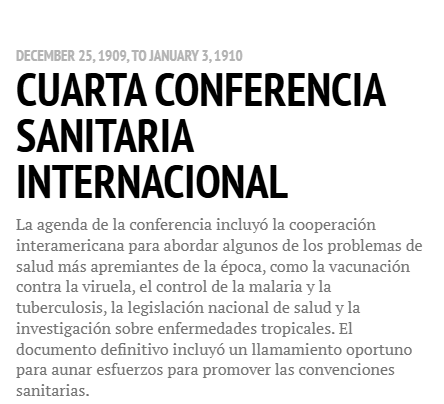 DECEMBER 25, 1909, TO JANUARY 3, 1910
CUARTA CONFERENCIA
SANITARIA
INTERNACIONAL
La agenda de la conferencia incluyó la cooperación
interamericana para abordar algunos de los problemas de
salud más apremiantes de la época, como la vacunación
contra la viruela, el control de la malaria y la
tuberculosis, la legislación nacional de salud y la
investigación sobre enfermedades tropicales. El
documento definitivo incluyó un llamamiento oportuno
para aunar esfuerzos para promover las convenciones
sanitarias.